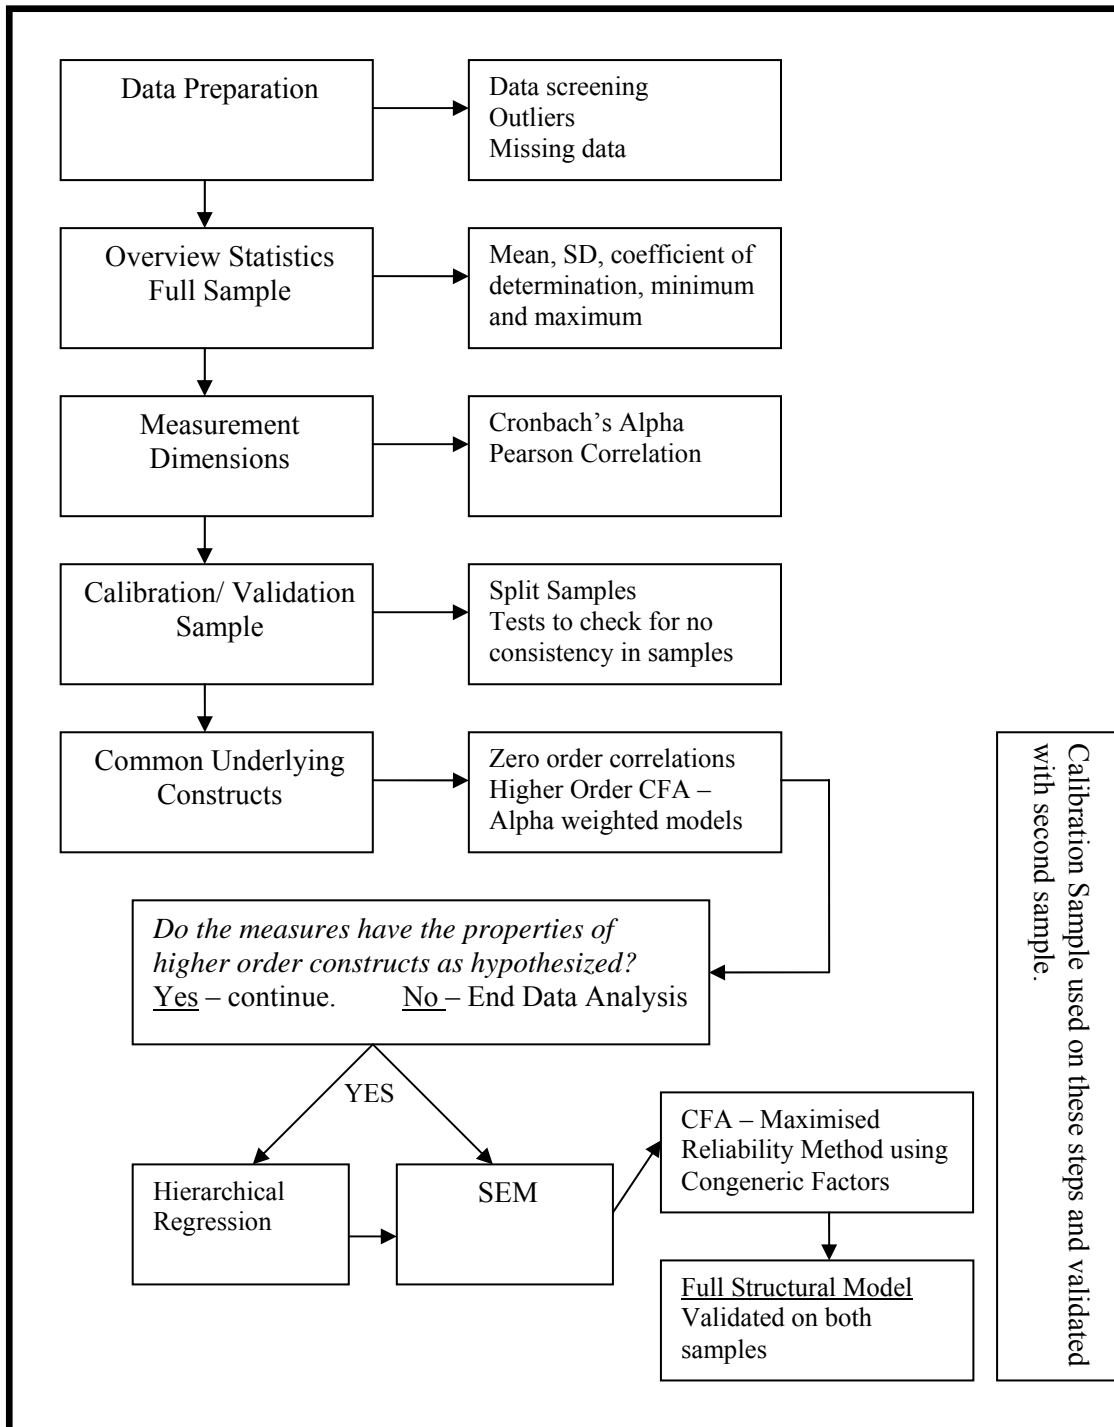 Data Preparation
Data screening
Outliers
Missing data
Overview Statistics
Full Sample
Mean, SD, coefficient of
determination, minimum
and maximum
Measurement
Dimensions
Cronbach’s Alpha
Pearson Correlation
Calibration/ Validation
Sample
Split Samples
Tests to check for no
consistency in samples
Common Underlying
Constructs
Zero order correlations
Higher Order CFA –
Alpha weighted models
Calibration Sample used on these steps and validated
with second sample.
Do the measures have the properties of
higher order constructs as hypothesized?
Yes – continue. No – End Data Analysis
YES
Hierarchical
Regression
SEM
CFA – Maximised
Reliability Method using
Congeneric Factors
Full Structural Model
Validated on both
samples